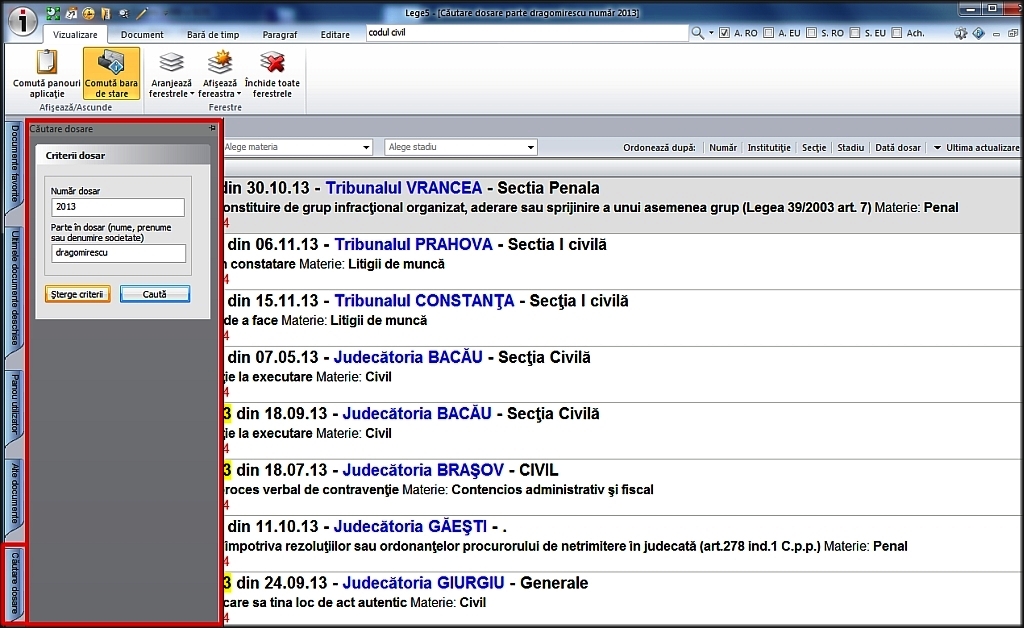 Lege5 - [Căutare dosare parte dragomirescu număr 2013]
Vizualizare Document Bară de timp Paragraf Editare codul civil A. RO A. EU S. RO S. EU Ach.
Comută panouri aplicaţie
Comută bara de stare
Aranjează ferestrele
Afişează fereastra
Închide toate ferestrele
Afişează/Ascunde Ferestre
Documente favorite
Ultimele documente deschise
Panou utilizator
Alte documente
Căutare dosare
Căutare dosare
Criterii dosar
Număr dosar
2013
Parte în dosar (nume, prenume
sau denumire societate)
dragomirescu
Şterge criterii Caută
Alege materia Alege stadiu Ordonează după: Număr Instituţie Secţie Stadiu Dată dosar Ultima actualizare
din 30.10.13 - Tribunalul VRANCEA - Sectia Penala
onstituire de grup infracţional organizat, aderare sau sprijinire a unui asemenea grup (Legea 39/2003 art. 7) Materie: Penal
4
din 06.11.13 - Tribunalul PRAHOVA - Sectia I civilă
n constatare Materie: Litigii de muncă
4
din 15.11.13 - Tribunalul CONSTANŢA - Secţia I civilă
de a face Materie: Litigii de muncă
4
din 07.05.13 - Judecătoria BACĂU - Secţia Civilă
ţie la executare Materie: Civil
4
3 din 18.09.13 - Judecătoria BACĂU - Secţia Civilă
ţie la executare Materie: Civil
4
3 din 18.07.13 - Judecătoria BRAŞOV - CIVIL
roces verbal de contravenţie Materie: Contencios administrativ şi fiscal
4
din 11.10.13 - Judecătoria GĂEŞTI - .
împotriva rezoluţiilor sau ordonanţelor procurorului de netrimitere în judecată (art.278 ind.1 C.p.p.) Materie: Penal
4
3 din 24.09.13 - Judecătoria GIURGIU - Generale
care sa tina loc de act autentic Materie: Civil
4